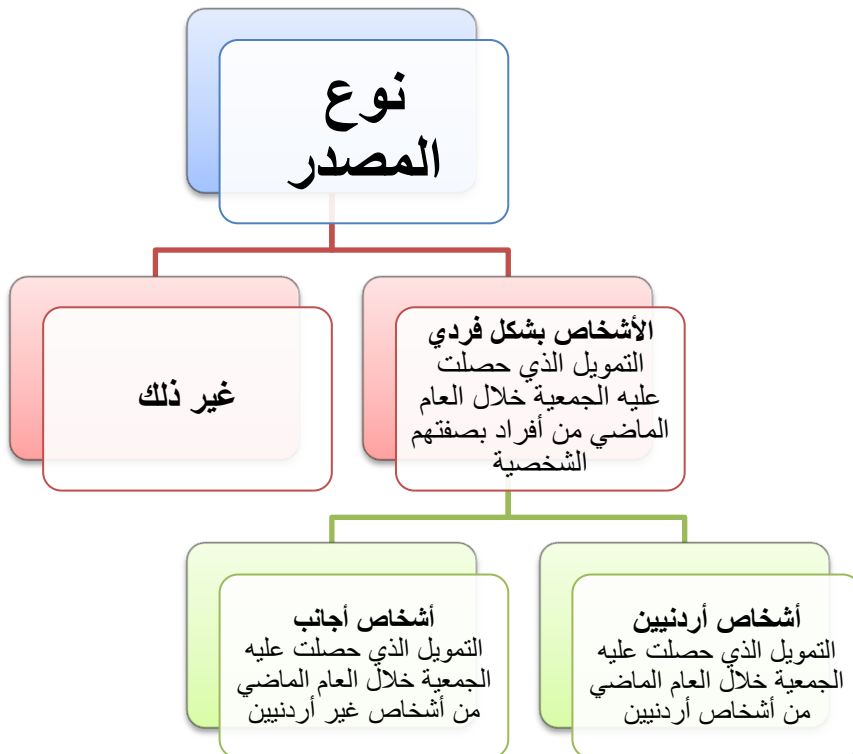 نوع
المصدر
الأشخاص بشكل فردي
التمويل الذي حصلت
عليه الجمعية خلال العام
الماضي من أفراد بصفتهم
الشخصية
غير ذلك
أشخاص أردنيين
التمويل الذي حصلت عليه
الجمعية خلال العام الماضي
من أشخاص أردنيين
أشخاص أجانب
التمويل الذي حصلت عليه
الجمعية خلال العام الماضي
من أشخاص غير أردنيين